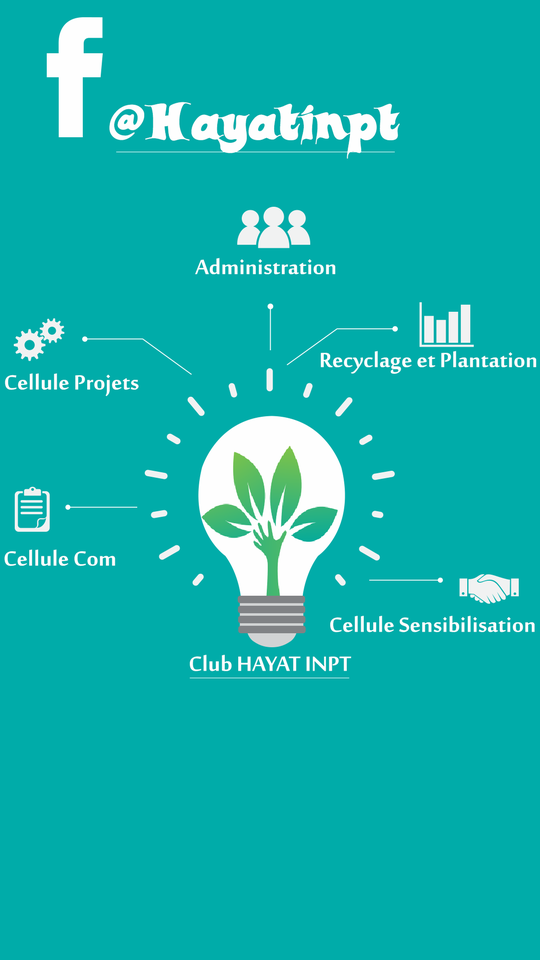 f @Hayatinpt
Administration
Recyclage et Plantation
Cellule Projets
Cellule Com
Cellule Sensibilisation
Club HAYAT INPT